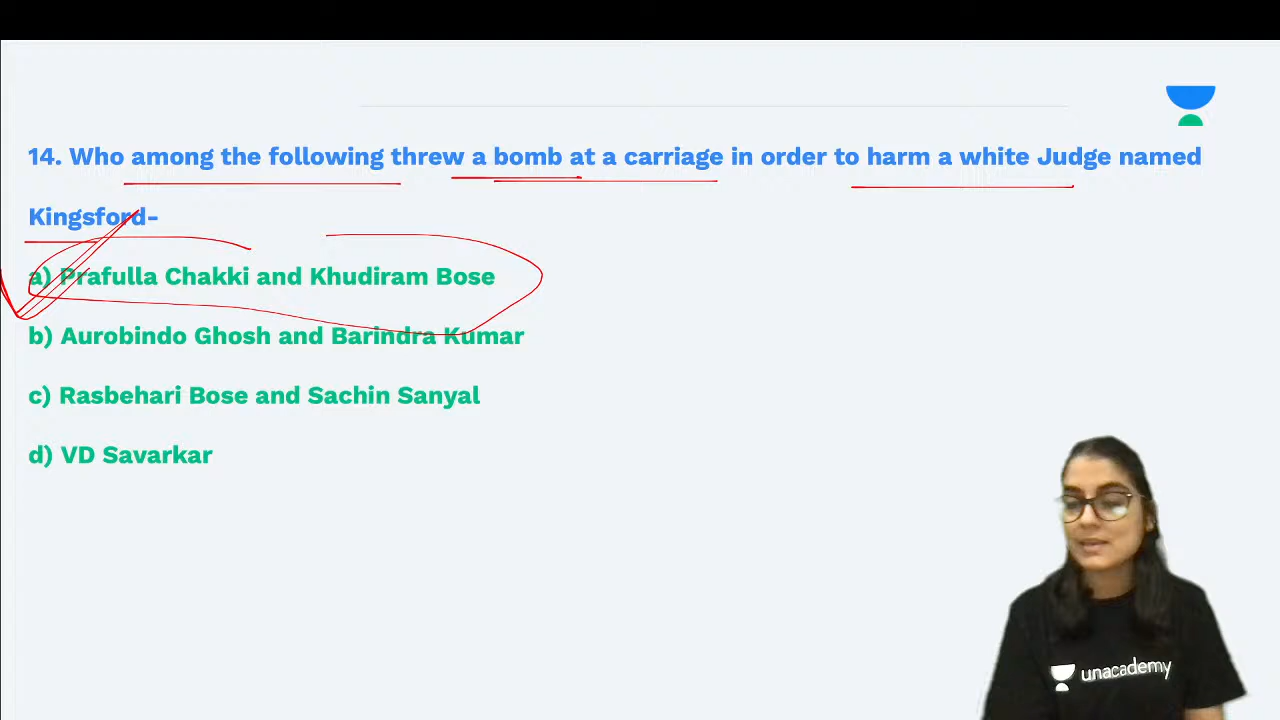 14. Who among the following threw a bomb at a carriage in order to harm a white Judge named
Kingsford-
a) Prafulla Chakki and Khudiram Bose
b) Aurobindo Ghosh and Barindra Kumar
c) Rasbehari Bose and Sachin Sanyal
d) VD Savarkar
unacademy